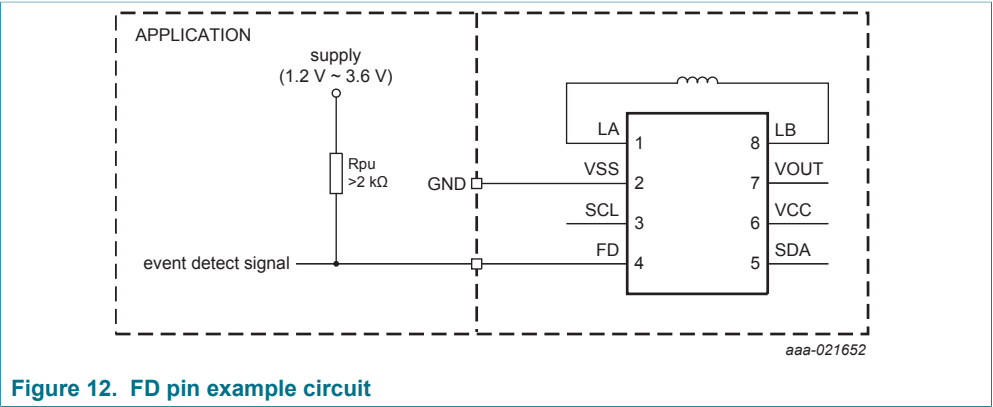 APPLICATION
supply
(1.2 V ~ 3.6 V)
Rpu
>2 kΩ
GND
event detect signal
LA
1
VSS
2
SCL
3
FD
4
LB
8
VOUT
7
VCC
6
SDA
5
aaa-021652
Figure 12. FD pin example circuit